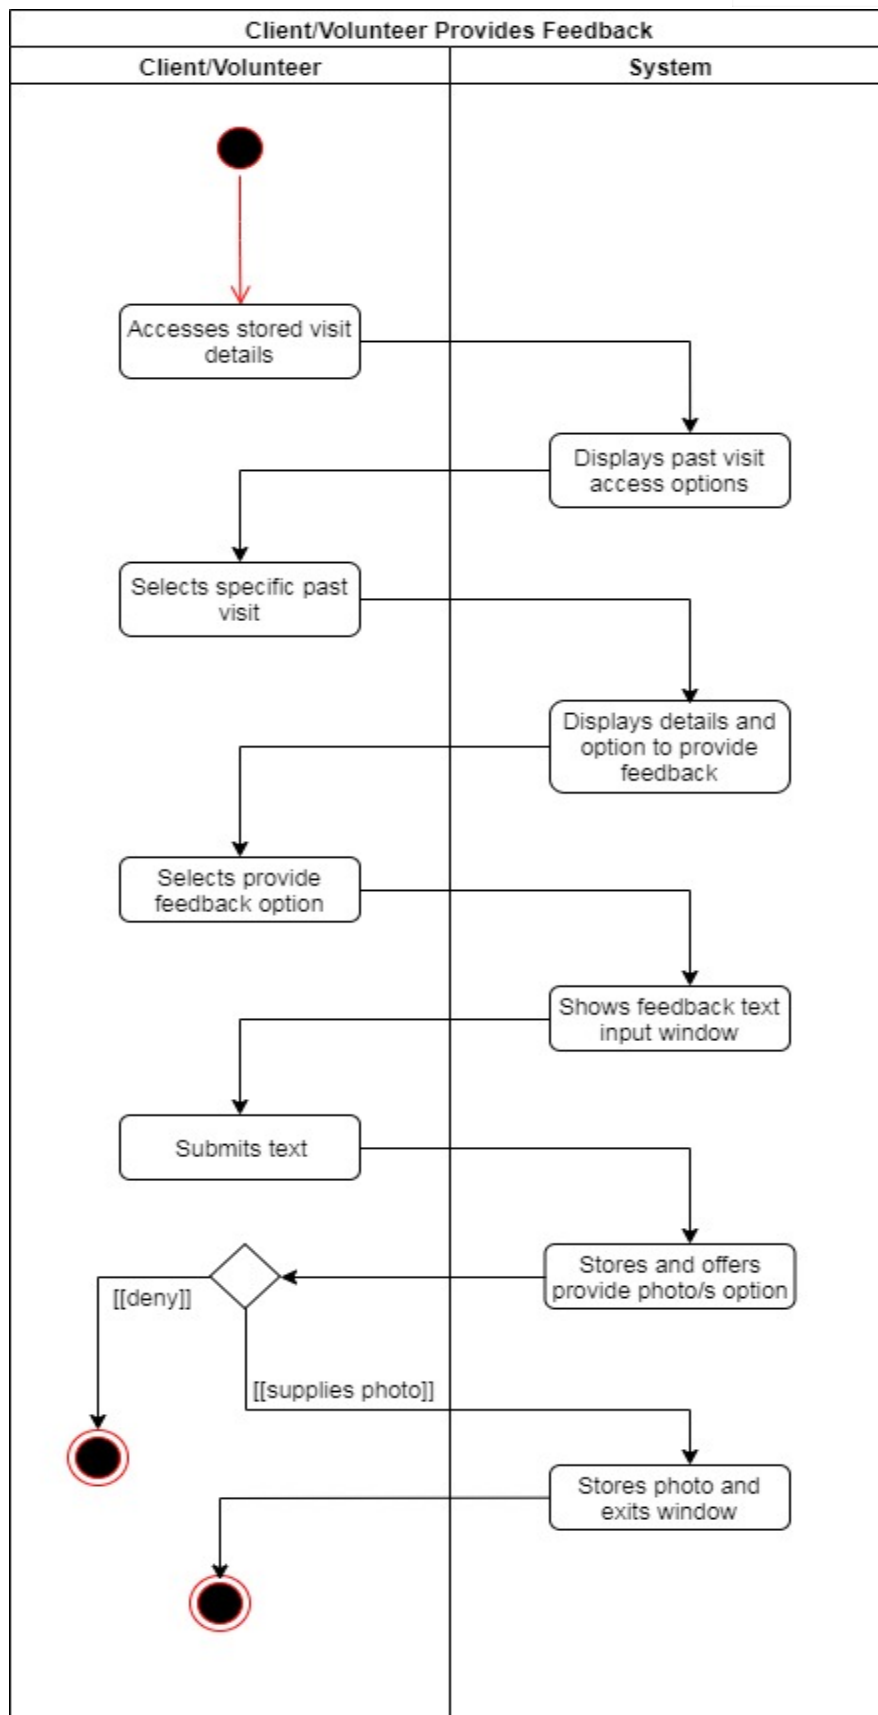 Client/Volunteer Provides Feedback
Client/Volunteer
System
Accesses stored visit
details
Displays past visit
access options
Selects specific past
visit
Displays details and
option to provide
feedback
Selects provide
feedback option
Shows feedback text
input window
Submits text
Stores and offers
provide photo/s option
[[deny]]
[[supplies photo]]
Stores photo and
exits window